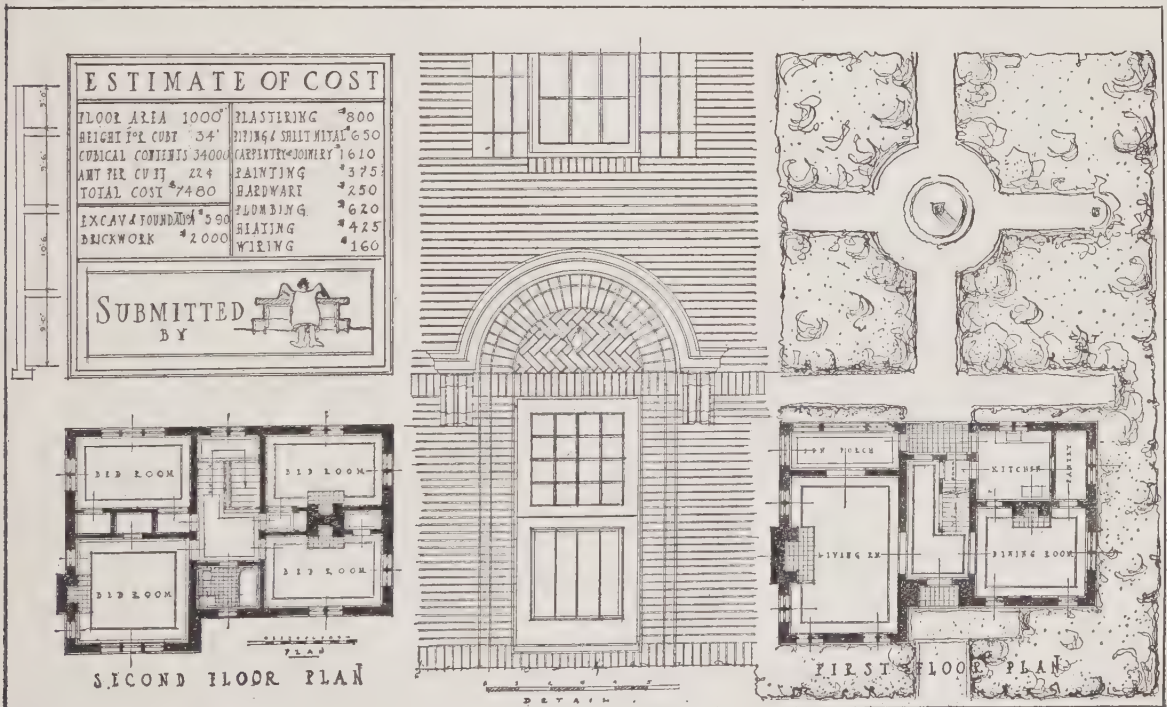 ESTIMATE OF COST
FLOOR AREA 1000
HEIGHT FOR CUBE 34'
CUBICAL CONTENTS 34000
AMT PER CU FT 22¢
TOTAL COST $7480
EXCAV & FOUNDATION $590
BRICKWORK $2000
PLASTERING $800
PIPING & SHEET METAL $650
CARPENTRY & JOINERY $1610
PAINTING $375
HARDWARE $250
PLUMBING $620
HEATING $425
WIRING $160
SUBMITTED
BY
BED ROOM
BED ROOM
BED ROOM
BED ROOM
PLAN
SECOND FLOOR PLAN
DETAIL
SUN PORCH
KITCHEN
PANTRY
LIVING RM
DINING ROOM
FIRST FLOOR PLAN